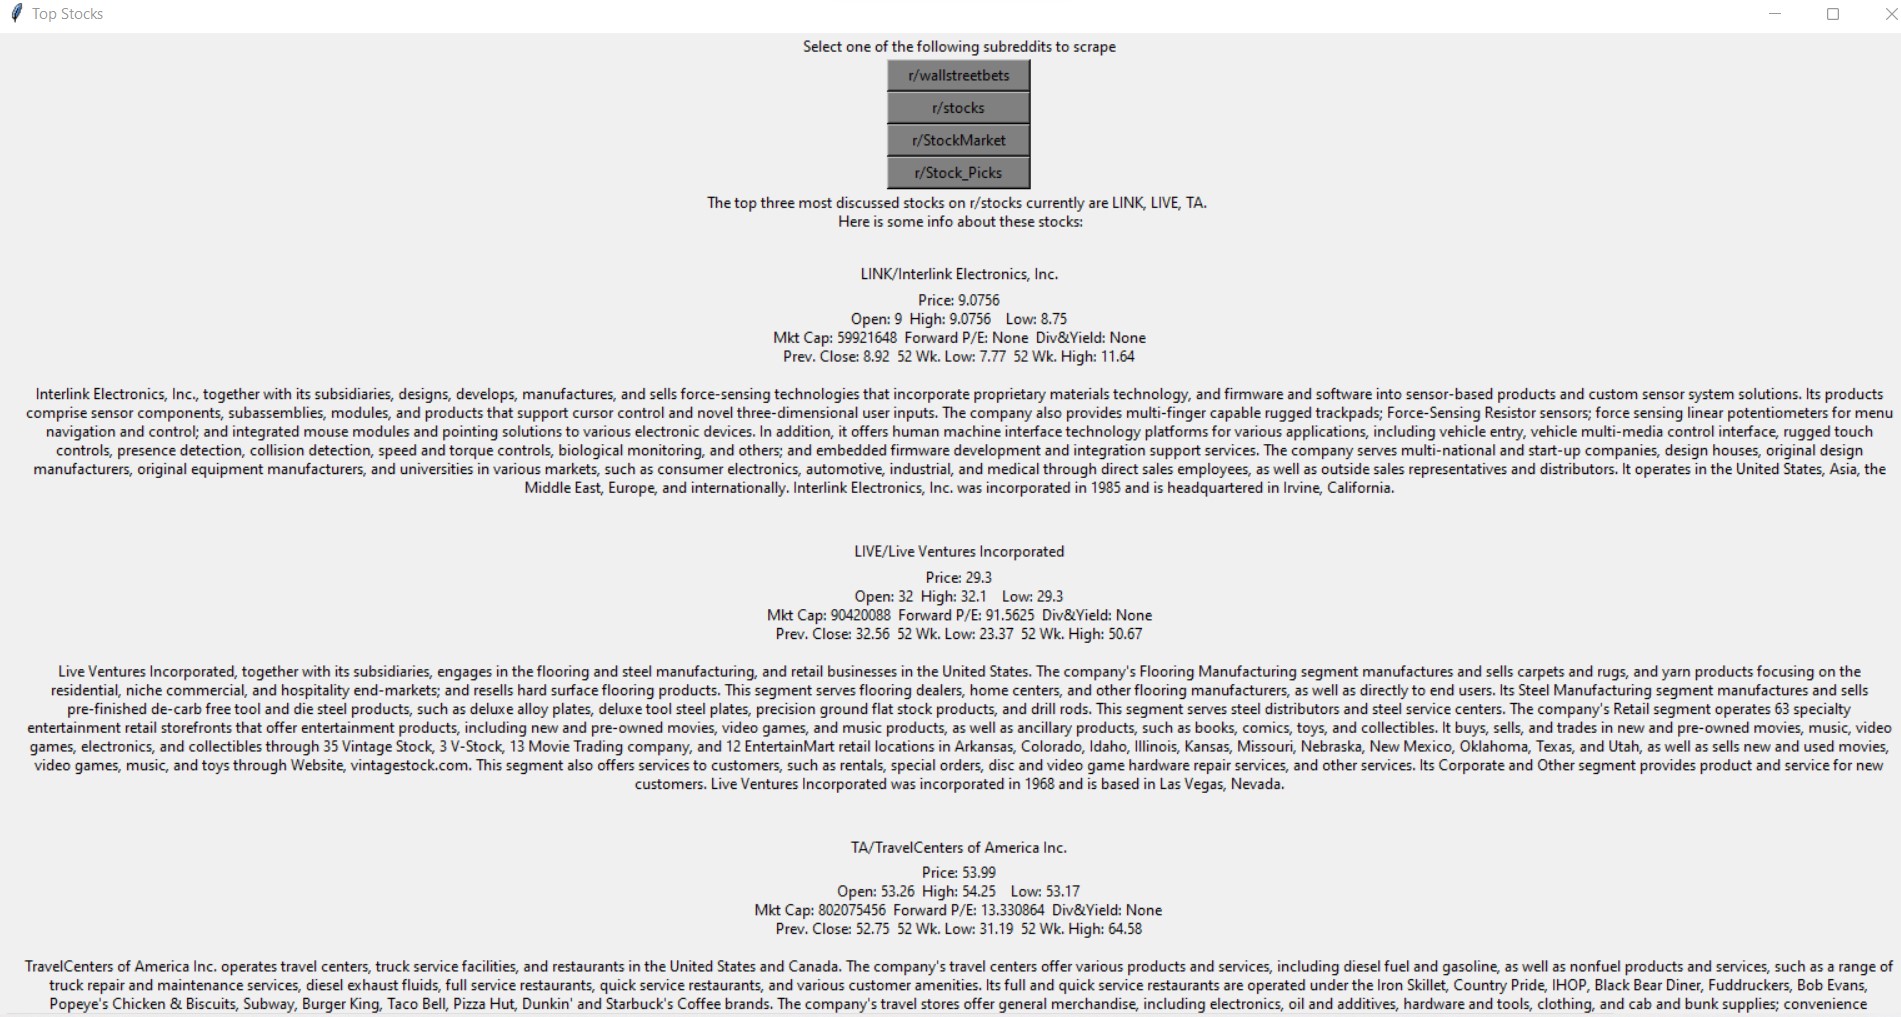 Top Stocks
Select one of the following subreddits to scrape
r/wallstreetbets
r/stocks
r/StockMarket
r/Stock_Picks
The top three most discussed stocks on r/stocks currently are LINK, LIVE, TA.
Here is some info about these stocks:
LINK/Interlink Electronics, Inc.
Price: 9.0756
Open: 9 High: 9.0756 Low: 8.75
Mkt Cap: 59921648 Forward P/E: None Div&Yield: None
Prev. Close: 8.92 52 Wk. Low: 7.77 52 Wk. High: 11.64
Interlink Electronics, Inc., together with its subsidiaries, designs, develops, manufactures, and sells force-sensing technologies that incorporate proprietary materials technology, and firmware and software into sensor-based products and custom sensor system solutions. Its products
comprise sensor components, subassemblies, modules, and products that support cursor control and novel three-dimensional user inputs. The company also provides multi-finger capable rugged trackpads; Force-Sensing Resistor sensors; force sensing linear potentiometers for menu
navigation and control; and integrated mouse modules and pointing solutions to various electronic devices. In addition, it offers human machine interface technology platforms for various applications, including vehicle entry, vehicle multi-media control interface, rugged touch
controls, presence detection, collision detection, speed and torque controls, biological monitoring, and others; and embedded firmware development and integration support services. The company serves multi-national and start-up companies, design houses, original design
manufacturers, original equipment manufacturers, and universities in various markets, such as consumer electronics, automotive, industrial, and medical through direct sales employees, as well as outside sales representatives and distributors. It operates in the United States, Asia, the
Middle East, Europe, and internationally. Interlink Electronics, Inc. was incorporated in 1985 and is headquartered in Irvine, California.
LIVE/Live Ventures Incorporated
Price: 29.3
Open: 32 High: 32.1 Low: 29.3
Mkt Cap: 90420088 Forward P/E: 91.5625 Div&Yield: None
Prev. Close: 32.56 52 Wk. Low: 23.37 52 Wk. High: 50.67
Live Ventures Incorporated, together with its subsidiaries, engages in the flooring and steel manufacturing, and retail businesses in the United States. The company's Flooring Manufacturing segment manufactures and sells carpets and rugs, and yarn products focusing on the
residential, niche commercial, and hospitality end-markets; and resells hard surface flooring products. This segment serves flooring dealers, home centers, and other flooring manufacturers, as well as directly to end users. Its Steel Manufacturing segment manufactures and sells
pre-finished de-carb free tool and die steel products, such as deluxe alloy plates, deluxe tool steel plates, precision ground flat stock products, and drill rods. This segment serves steel distributors and steel service centers. The company's Retail segment operates 63 specialty
entertainment retail storefronts that offer entertainment products, including new and pre-owned movies, video games, and music products, as well as ancillary products, such as books, comics, toys, and collectibles. It buys, sells, and trades in new and pre-owned movies, music, video
games, electronics, and collectibles through 35 Vintage Stock, 3 V-Stock, 13 Movie Trading company, and 12 EntertainMart retail locations in Arkansas, Colorado, Idaho, Illinois, Kansas, Missouri, Nebraska, New Mexico, Oklahoma, Texas, and Utah, as well as sells new and used movies,
video games, music, and toys through Website, vintagestock.com. This segment also offers services to customers, such as rentals, special orders, disc and video game hardware repair services, and other services. Its Corporate and Other segment provides product and service for new
customers. Live Ventures Incorporated was incorporated in 1968 and is based in Las Vegas, Nevada.
TA/TravelCenters of America Inc.
Price: 53.99
Open: 53.26 High: 54.25 Low: 53.17
Mkt Cap: 802075456 Forward P/E: 13.330864 Div&Yield: None
Prev. Close: 52.75 52 Wk. Low: 31.19 52 Wk. High: 64.58
TravelCenters of America Inc. operates travel centers, truck service facilities, and restaurants in the United States and Canada. The company's travel centers offer various products and services, including diesel fuel and gasoline, as well as nonfuel products and services, such as a range of
truck repair and maintenance services, diesel exhaust fluids, full service restaurants, quick service restaurants, and various customer amenities. Its full and quick service restaurants are operated under the Iron Skillet, Country Pride, IHOP, Black Bear Diner, Fuddruckers, Bob Evans,
Popeye's Chicken & Biscuits, Subway, Burger King, Taco Bell, Pizza Hut, Dunkin' and Starbuck's Coffee brands. The company's travel stores offer general merchandise, including electronics, oil and additives, hardware and tools, clothing, and cab and bunk supplies; convenience